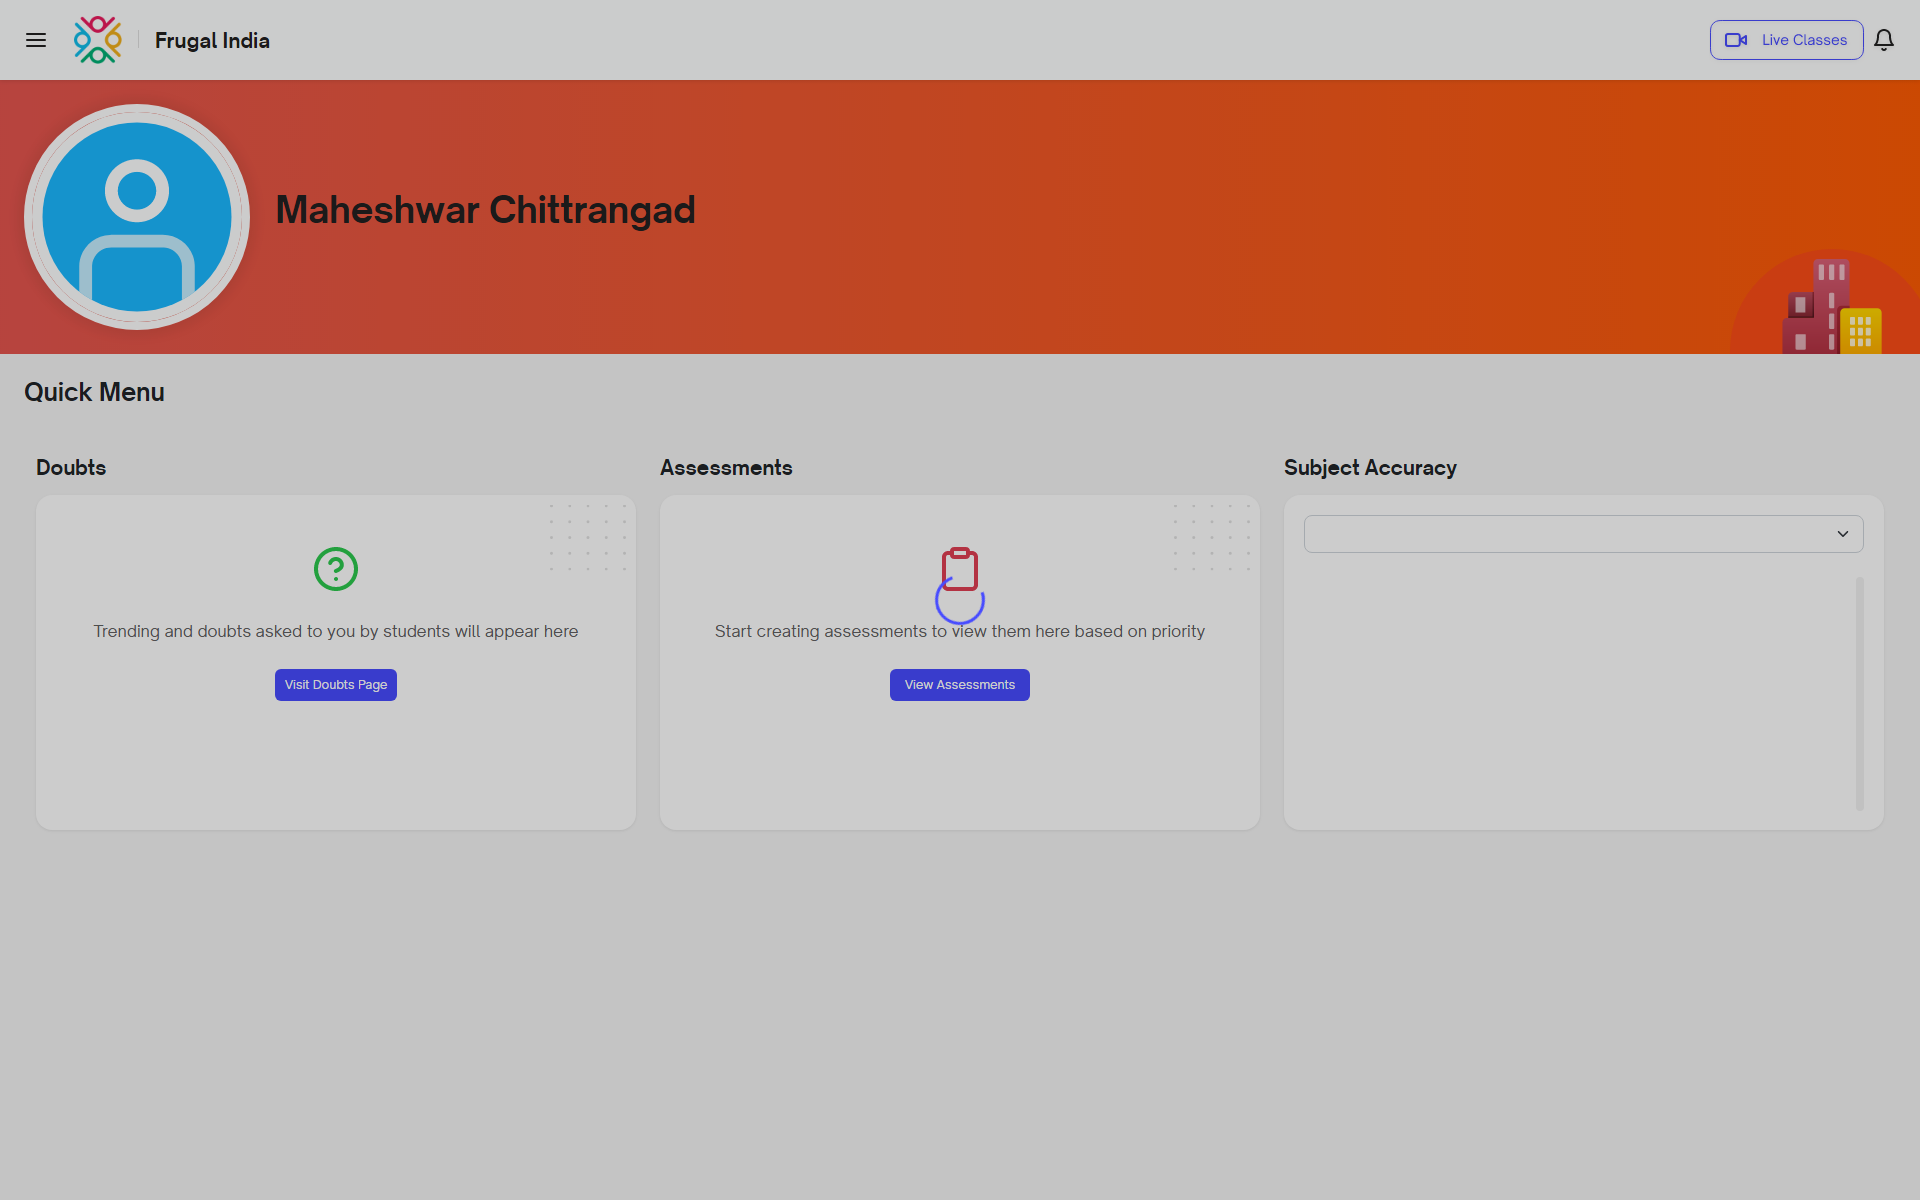 Frugal India
Live Classes
Maheshwar Chittrangad
Quick Menu
Doubts
Trending and doubts asked to you by students will appear here
Visit Doubts Page
Assessments
Start creating assessments to view them here based on priority
View Assessments
Subject Accuracy